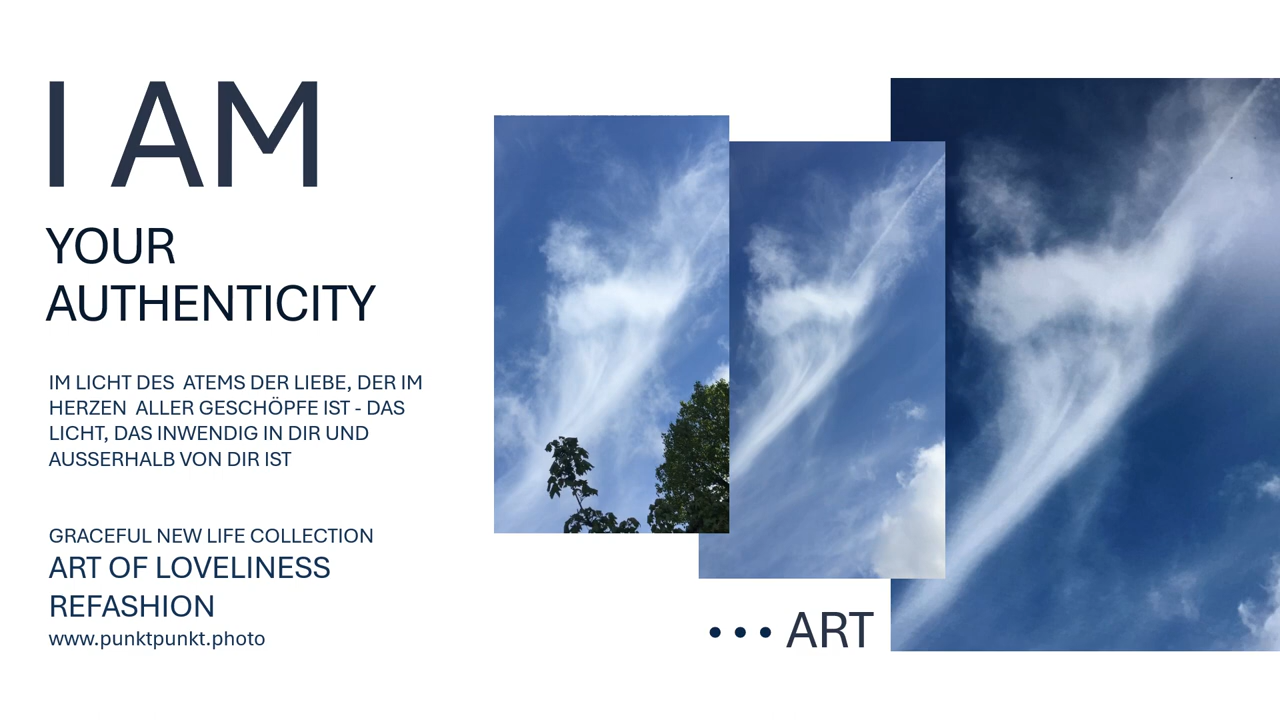 I AM
YOUR
AUTHENTICITY
IM LICHT DES ATEMS DER LIEBE, DER IM
HERZEN ALLER GESCHÖPFE IST - DAS
LICHT, DAS INWENDIG IN DIR UND
AUSSERHALB VON DIR IST
GRACEFUL NEW LIFE COLLECTION
ART OF LOVELINESS
REFASHION
www.punktpunkt.photo
• • • ART